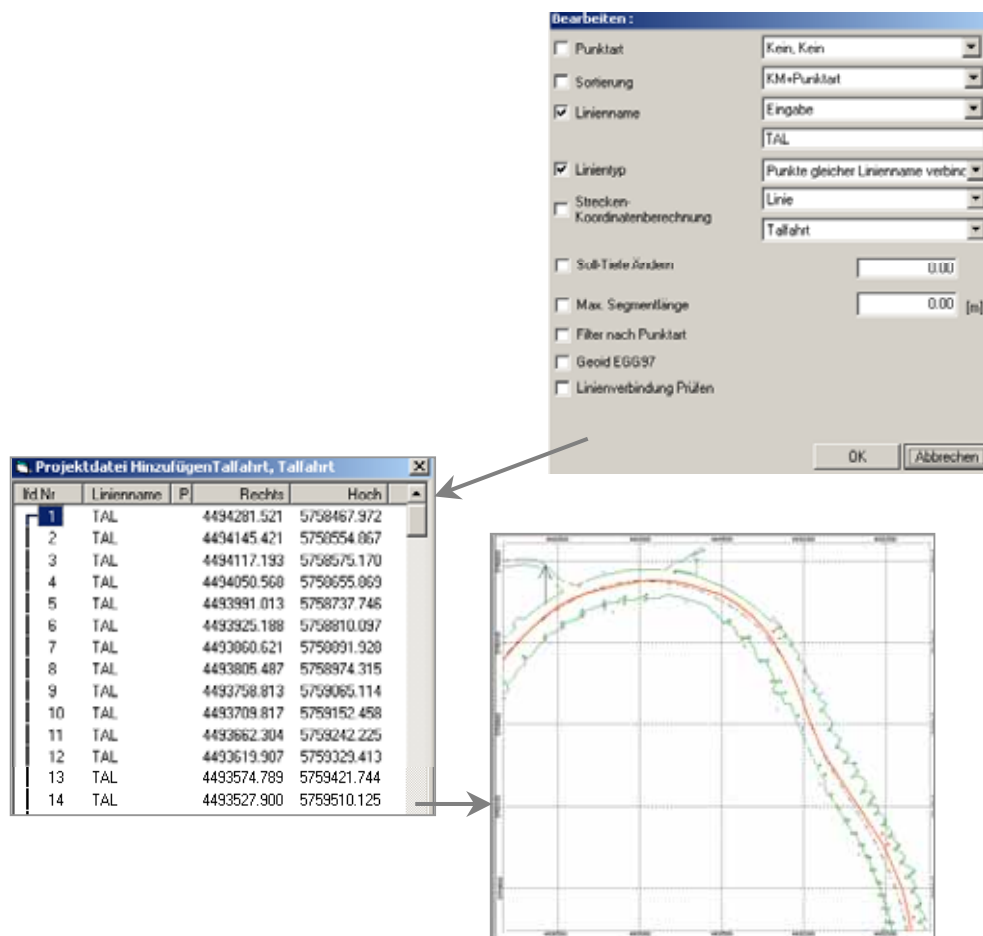 Bearbeiten :
Punktart Kein, Kein
Sortierung KM+Punktart
Linienname Eingabe
TAL
Linientyp Punkte gleicher Linienname verbinc
Strecken- Linie
Koordinatenberechnung
Talfahrt
Soll-Tiefe Ändern 0.00
Max. Segmentlänge 0.00 [m]
Filter nach Punktart
Geoid EGG97
Linienverbindung Prüfen
OK Abbrechen
Projektdatei HinzufügenTalfahrt, Talfahrt
lfd.Nr Linienname P Rechts Hoch
1 TAL 4494281.521 5758467.972
2 TAL 4494145.421 5758554.867
3 TAL 4494117.193 5758575.170
4 TAL 4494050.568 5758655.869
5 TAL 4493991.013 5758737.746
6 TAL 4493925.188 5758810.097
7 TAL 4493860.621 5758891.928
8 TAL 4493805.487 5758974.315
9 TAL 4493758.813 5759065.114
10 TAL 4493709.817 5759152.458
11 TAL 4493662.304 5759242.225
12 TAL 4493619.907 5759329.413
13 TAL 4493574.789 5759421.744
14 TAL 4493527.900 5759510.125